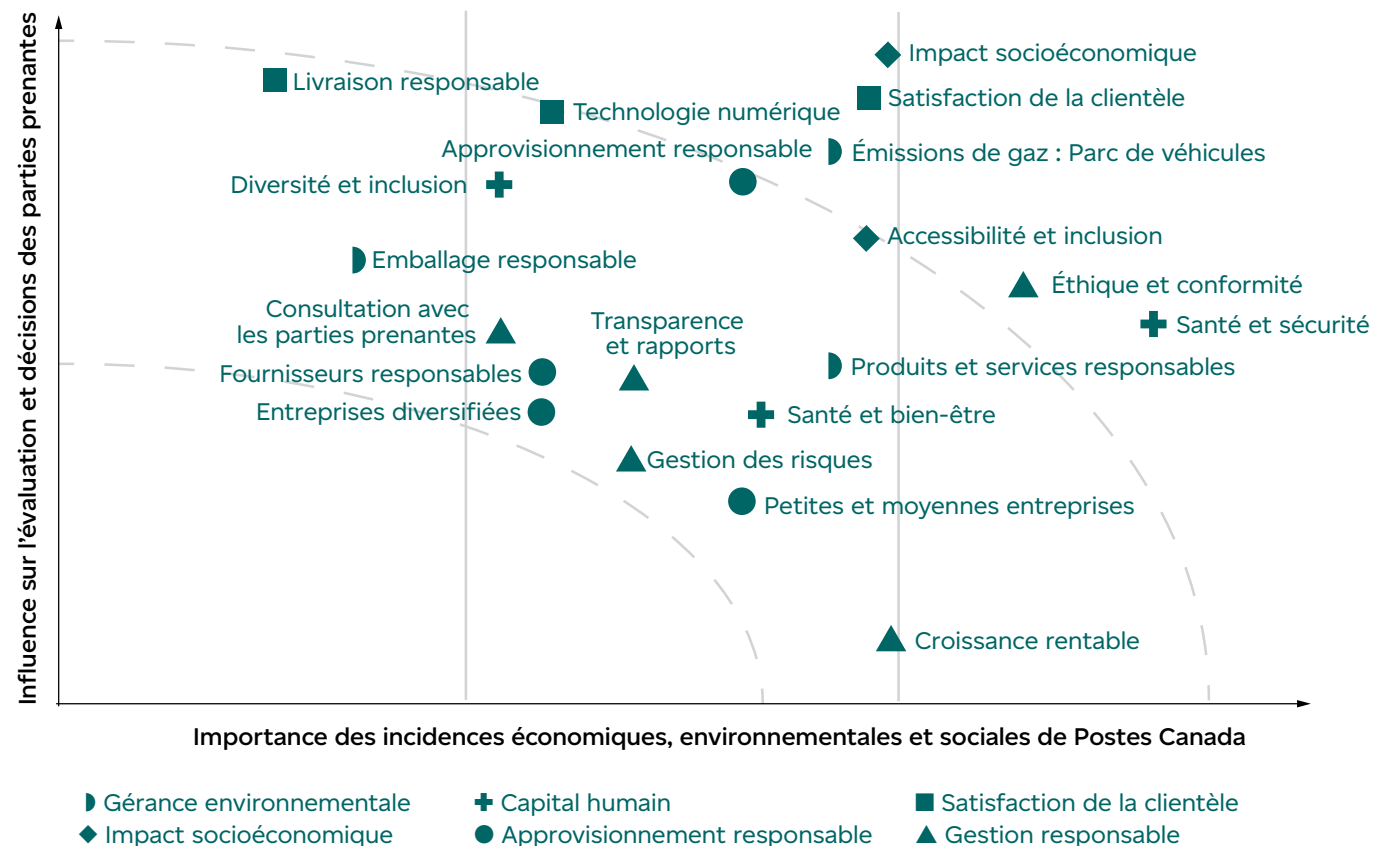 Influence sur l'évaluation et décisions des parties prenantes
Impact socioéconomique
Livraison responsable
Satisfaction de la clientèle
Technologie numérique
Approvisionnement responsable
Émissions de gaz : Parc de véhicules
Diversité et inclusion
Accessibilité et inclusion
Emballage responsable
Éthique et conformité
Consultation avec
les parties prenantes
Transparence
et rapports
Santé et sécurité
Fournisseurs responsables
Produits et services responsables
Entreprises diversifiées
Santé et bien-être
Gestion des risques
Petites et moyennes entreprises
Croissance rentable
Importance des incidences économiques, environnementales et sociales de Postes Canada
Gérance environnementale
Capital humain
Satisfaction de la clientèle
Impact socioéconomique
Approvisionnement responsable
Gestion responsable